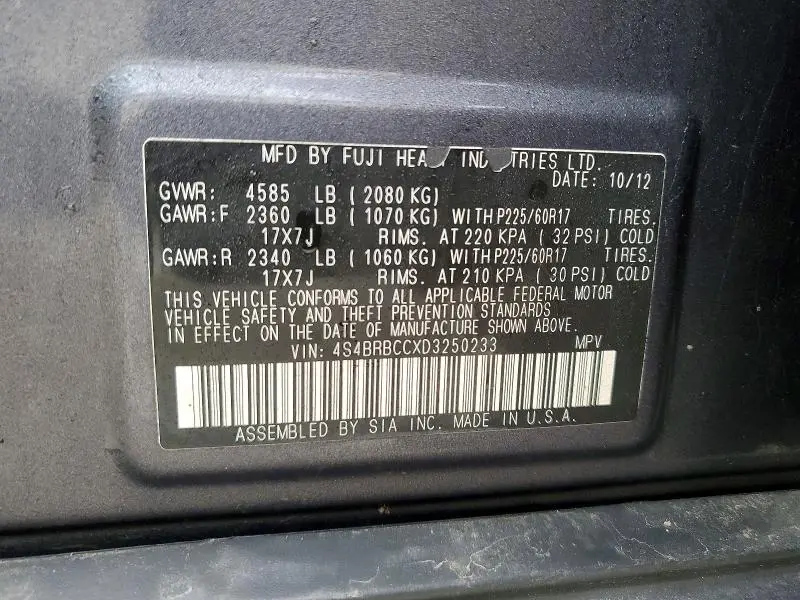 MFD BY FUJI HEA IND TRIES LTD.
DATE: 10/12
GVWR: 4585 LB ( 2080 KG)
GAWR:F 2360 LB ( 1070 KG) WITH P225/60R17 TIRES.
17X7J RIMS. AT 220 KPA ( 32 PSI) COLD
GAWR:R 2340 LB ( 1060 KG) WITH P225/60R17 TIRES.
17X7J RIMS. AT 210 KPA ( 30 PSI) COLD
THIS VEHICLE CONFORMS TO ALL APPLICABLE FEDERAL MOTOR
VEHICLE SAFETY AND THEFT PREVENTION STANDARDS
IN EFFECT ON THE DATE OF MANUFACTURE SHOWN ABOVE.
VIN: 4S4BRBCCXD3250233 MPV
ASSEMBLED BY SIA INC. MADE IN U.S.A.